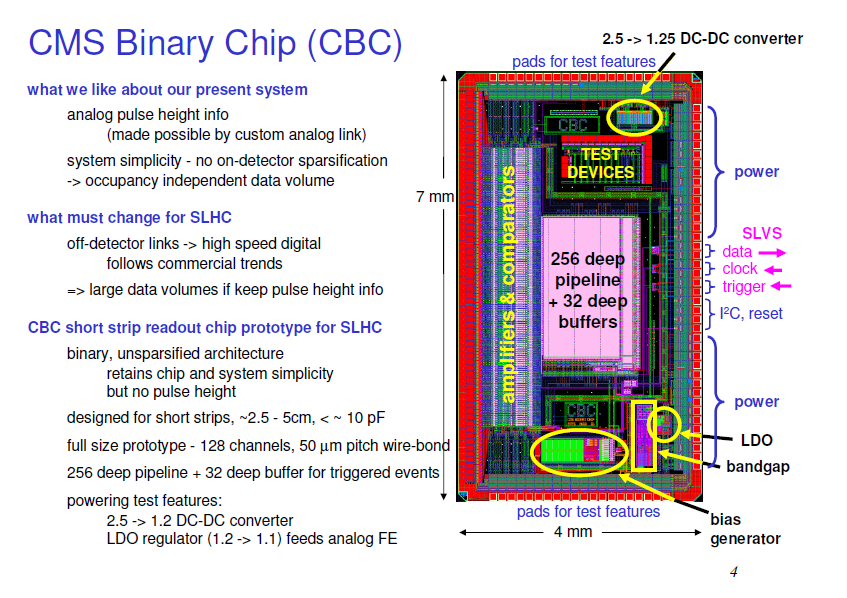 CMS Binary Chip (CBC)
what we like about our present system
analog pulse height info
(made possible by custom analog link)
system simplicity - no on-detector sparsification
-> occupancy independent data volume
what must change for SLHC
off-detector links -> high speed digital
follows commercial trends
=> large data volumes if keep pulse height info
CBC short strip readout chip prototype for SLHC
binary, unsparsified architecture
retains chip and system simplicity
but no pulse height
designed for short strips, ~2.5 - 5cm, < ~ 10 pF
full size prototype - 128 channels, 50 μm pitch wire-bond
256 deep pipeline + 32 deep buffer for triggered events
powering test features:
2.5 -> 1.2 DC-DC converter
LDO regulator (1.2 -> 1.1) feeds analog FE
2.5 -> 1.25 DC-DC converter
pads for test features
CBC
TEST
DEVICES
7 mm
amplifiers & comparators
256 deep
pipeline
+ 32 deep
buffers
power
SLVS
data
clock
trigger
I²C, reset
power
CBC
LDO
bandgap
bias
generator
pads for test features
4 mm
4